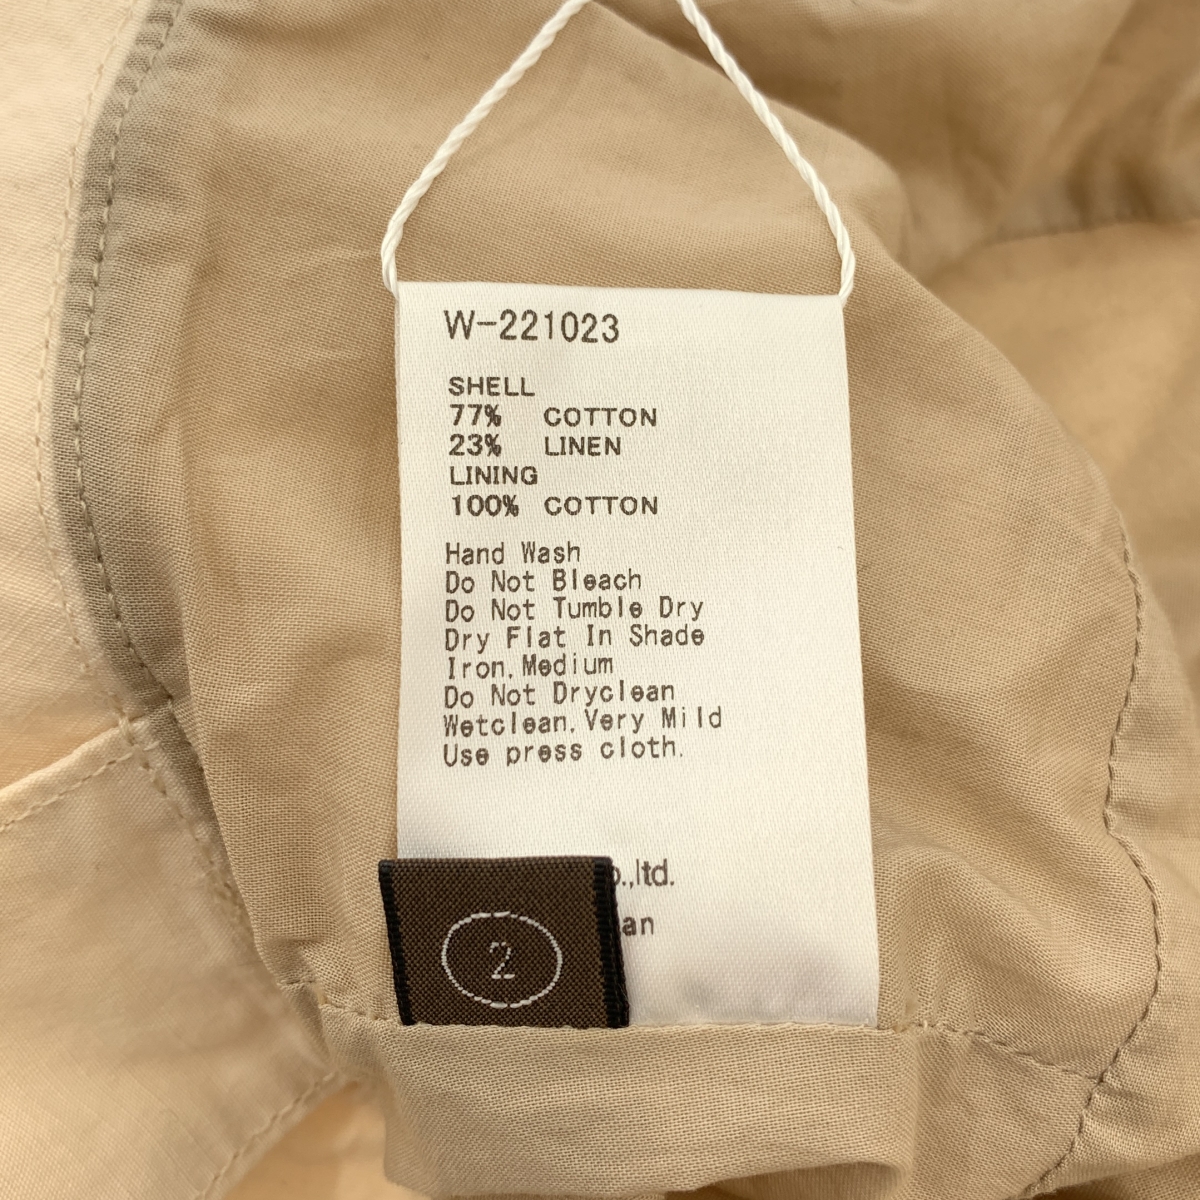 W-221023
SHELL
77% COTTON
23% LINEN
LINING
100% COTTON
Hand Wash
Do Not Bleach
Do Not Tumble Dry
Dry Flat In Shade
Iron,Medium
Do Not Dryclean
Wetclean,Very Mild
Use press cloth.
.,ltd.
2